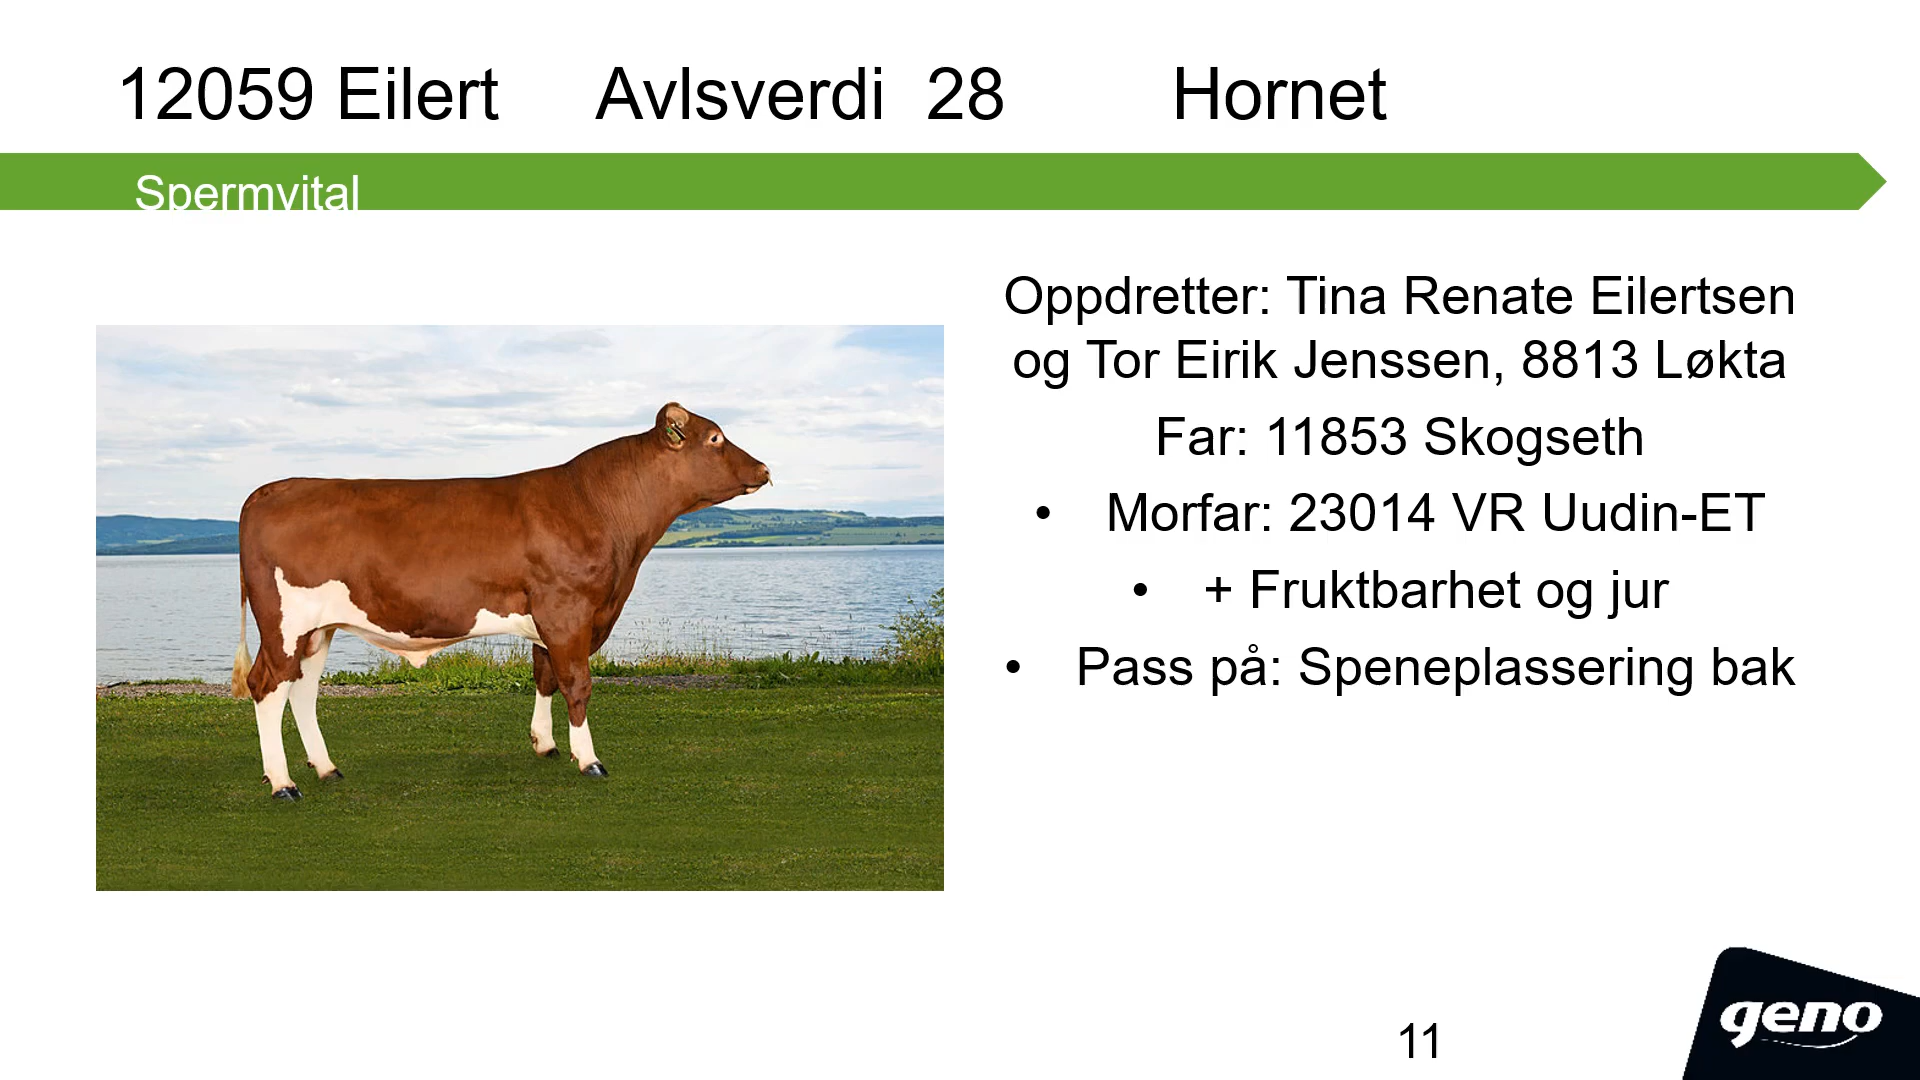 12059 Eilert Avlsverdi 28 Hornet
Spermvital
Oppdretter: Tina Renate Eilertsen
og Tor Eirik Jenssen, 8813 Løkta
Far: 11853 Skogseth
• Morfar: 23014 VR Uudin-ET
• + Fruktbarhet og jur
• Pass på: Speneplassering bak
11
geno